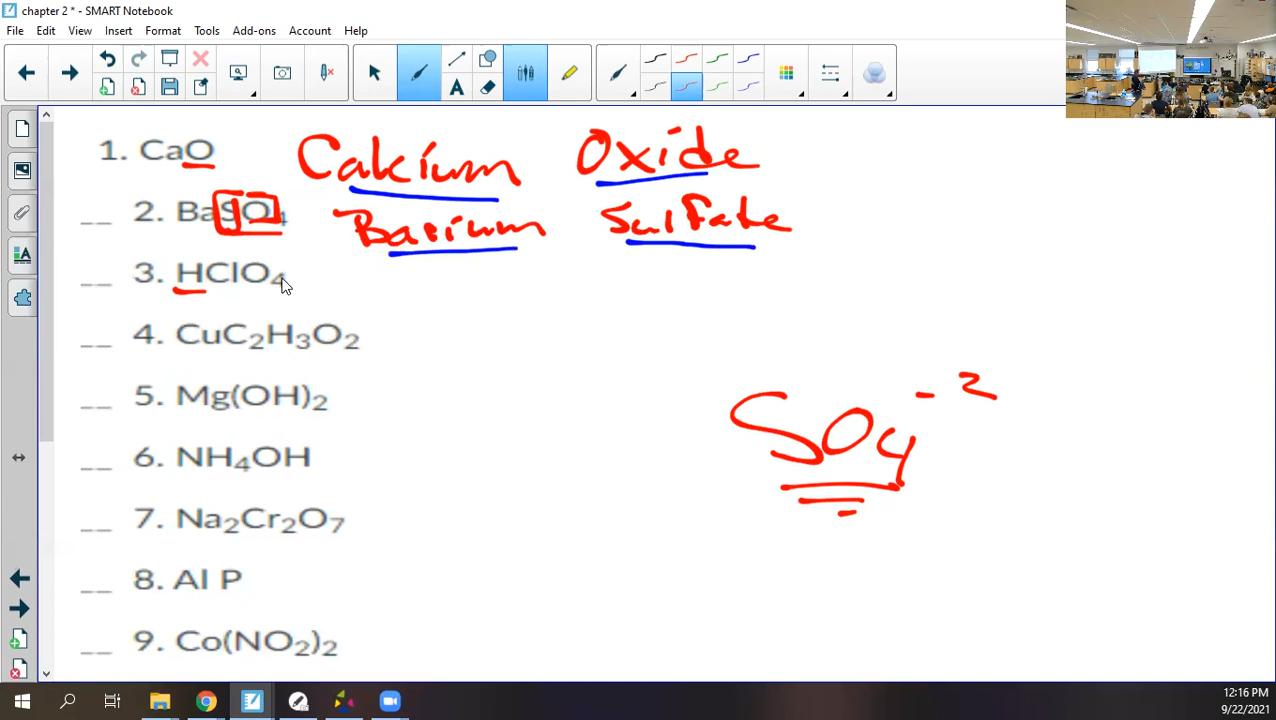 chapter 2 * - SMART Notebook
File Edit View Insert Format Tools Add-ons Account Help
1. CaO Calcium Oxide
__ 2. BaSO₄ Barium Sulfate
__ 3. HClO₄
__ 4. CuC₂H₃O₂
SO₄⁻²
__ 5. Mg(OH)₂
__ 6. NH₄OH
__ 7. Na₂Cr₂O₇
__ 8. Al P
__ 9. Co(NO₂)₂
12:16 PM
9/22/2021